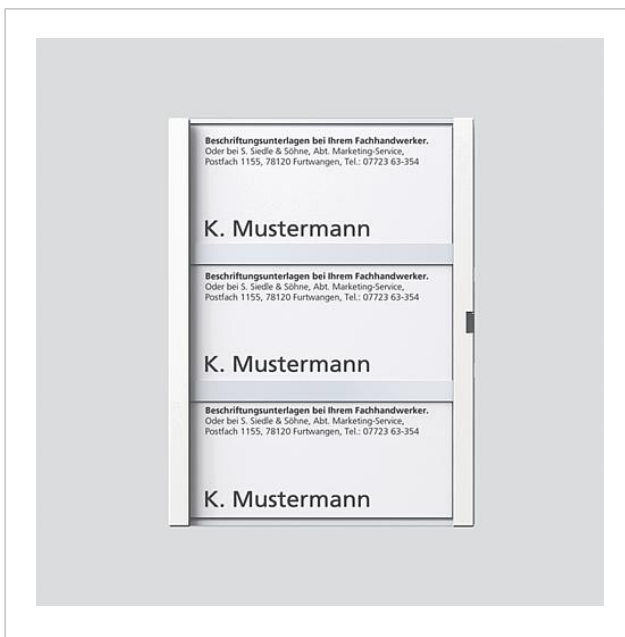 Beschriftungsunterlagen bei Ihrem Fachhandwerker.
Oder bei S. Siedle & Söhne, Abt. Marketing-Service,
Postfach 1155, 78120 Furtwangen, Tel.: 07723 63-354
K. Mustermann
Beschriftungsunterlagen bei Ihrem Fachhandwerker.
Oder bei S. Siedle & Söhne, Abt. Marketing-Service,
Postfach 1155, 78120 Furtwangen, Tel.: 07723 63-354
K. Mustermann
Beschriftungsunterlagen bei Ihrem Fachhandwerker.
Oder bei S. Siedle & Söhne, Abt. Marketing-Service,
Postfach 1155, 78120 Furtwangen, Tel.: 07723 63-354
K. Mustermann